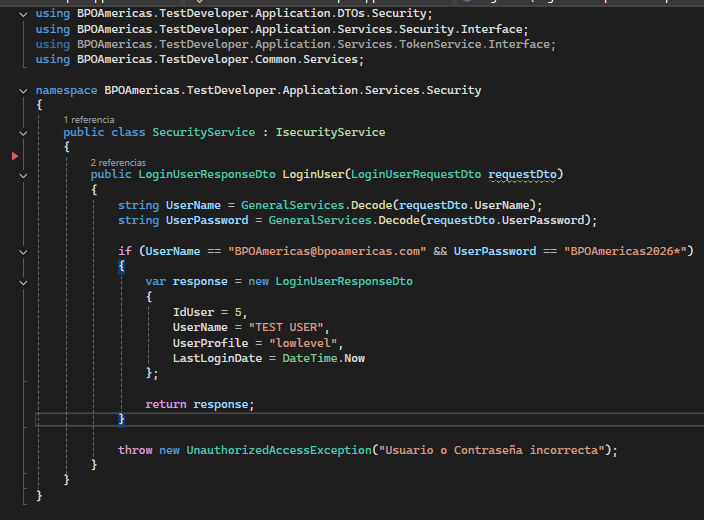 using BPOAmericas.TestDeveloper.Application.DTOs.Security;
using BPOAmericas.TestDeveloper.Application.Services.Security.Interface;
using BPOAmericas.TestDeveloper.Application.Services.TokenService.Interface;
using BPOAmericas.TestDeveloper.Common.Services;
namespace BPOAmericas.TestDeveloper.Application.Services.Security
{
1 referencia
public class SecurityService : IsecurityService
{
2 referencias
public LoginUserResponseDto LoginUser(LoginUserRequestDto requestDto)
{
string UserName = GeneralServices.Decode(requestDto.UserName);
string UserPassword = GeneralServices.Decode(requestDto.UserPassword);
if (UserName == "BPOAmericas@bpoamericas.com" && UserPassword == "BPOAmericas2026*")
{
var response = new LoginUserResponseDto
{
IdUser = 5,
UserName = "TEST USER",
UserProfile = "lowlevel",
LastLoginDate = DateTime.Now
};
return response;
}
throw new UnauthorizedAccessException("Usuario o Contraseña incorrecta");
}
}
}